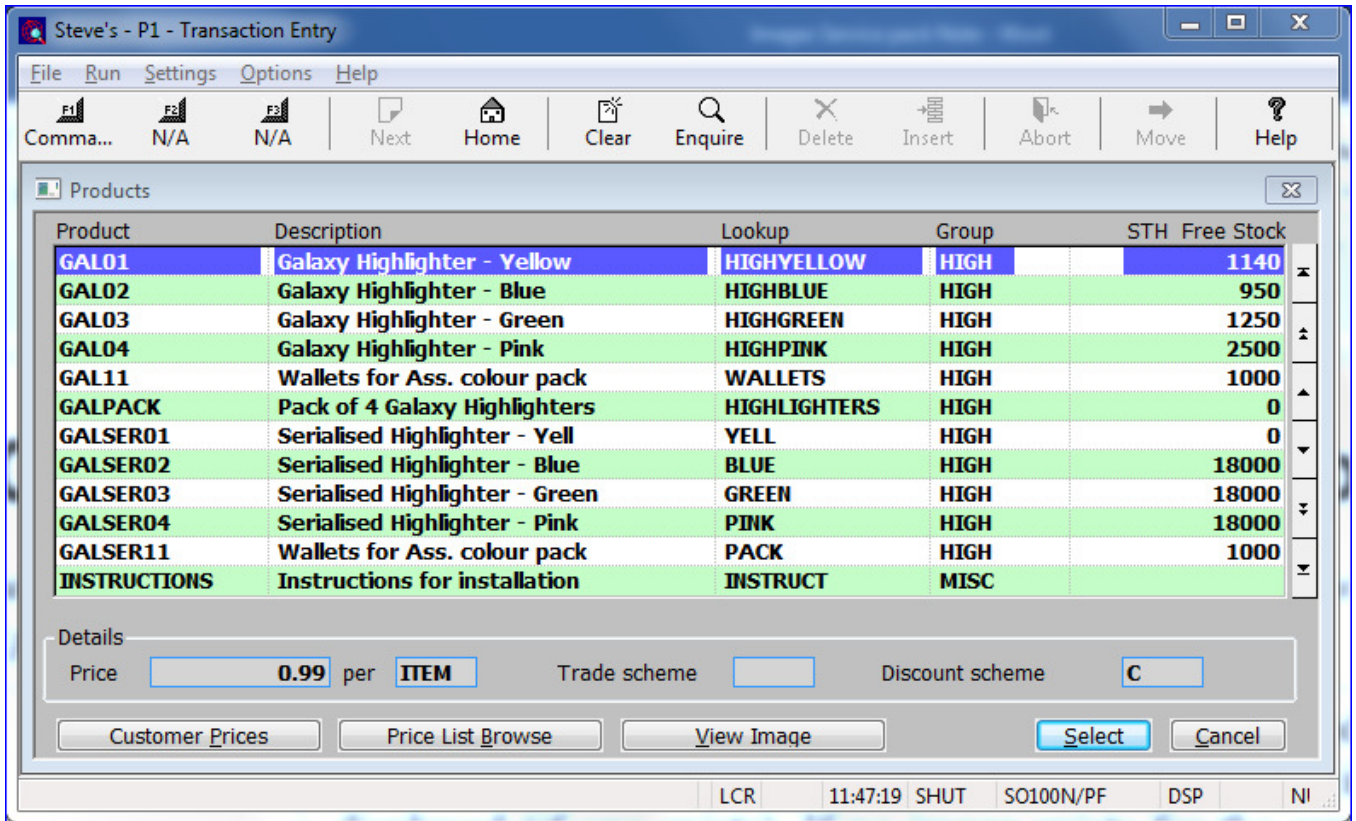 Steve's - P1 - Transaction Entry
File Run Settings Options Help
F1 F2 F3
Comma... N/A N/A Next Home Clear Enquire Delete Insert Abort Move Help
Products
Product Description Lookup Group STH Free Stock
GAL01 Galaxy Highlighter - Yellow HIGHYELLOW HIGH 1140
GAL02 Galaxy Highlighter - Blue HIGHBLUE HIGH 950
GAL03 Galaxy Highlighter - Green HIGHGREEN HIGH 1250
GAL04 Galaxy Highlighter - Pink HIGHPINK HIGH 2500
GAL11 Wallets for Ass. colour pack WALLETS HIGH 1000
GALPACK Pack of 4 Galaxy Highlighters HIGHLIGHTERS HIGH 0
GALSER01 Serialised Highlighter - Yell YELL HIGH 0
GALSER02 Serialised Highlighter - Blue BLUE HIGH 18000
GALSER03 Serialised Highlighter - Green GREEN HIGH 18000
GALSER04 Serialised Highlighter - Pink PINK HIGH 18000
GALSER11 Wallets for Ass. colour pack PACK HIGH 1000
INSTRUCTIONS Instructions for installation INSTRUCT MISC
Details
Price 0.99 per ITEM Trade scheme Discount scheme C
Customer Prices Price List Browse View Image Select Cancel
LCR 11:47:19 SHUT SO100N/PF DSP